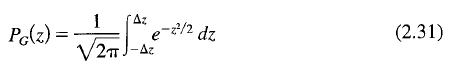 P_G(z) = \frac{1}{\sqrt{2\pi}} \int_{-\Delta z}^{\Delta z} e^{-z^2/2} dz (2.31)